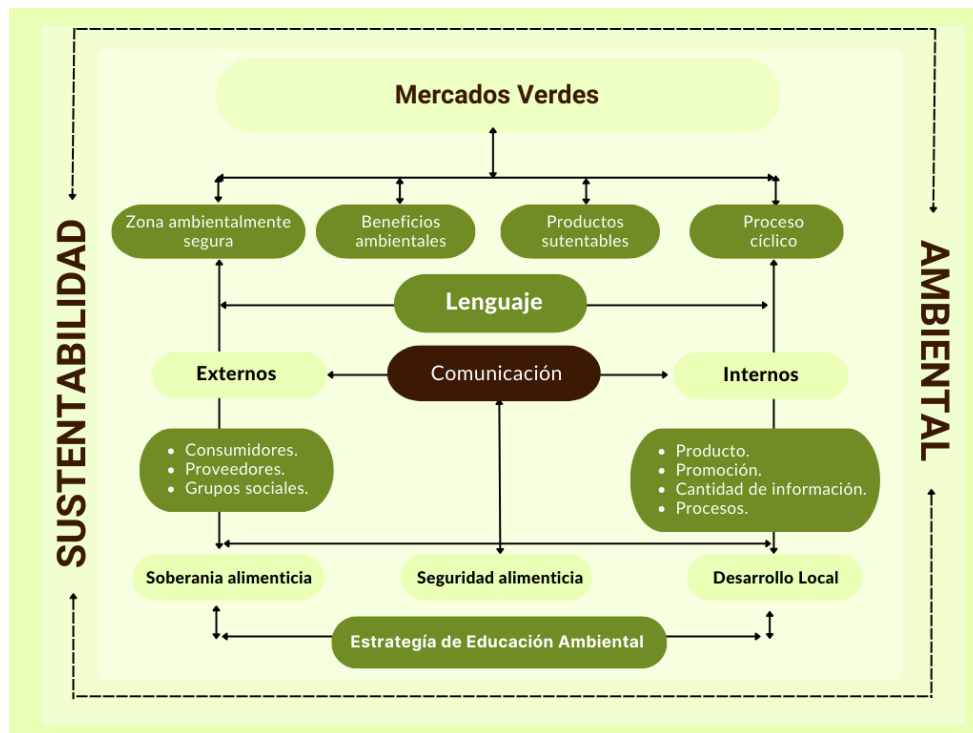 Mercados Verdes
Zona ambientalmente
segura
Beneficios
ambientales
Productos
sutentables
Proceso
cíclico
Lenguaje
SUSTENTABILIDAD
AMBIENTAL
Externos
Comunicación
Internos
• Consumidores.
• Proveedores.
• Grupos sociales.
• Producto.
• Promoción.
• Cantidad de información.
• Procesos.
Soberania alimenticia
Seguridad alimenticia
Desarrollo Local
Estrategía de Educación Ambiental